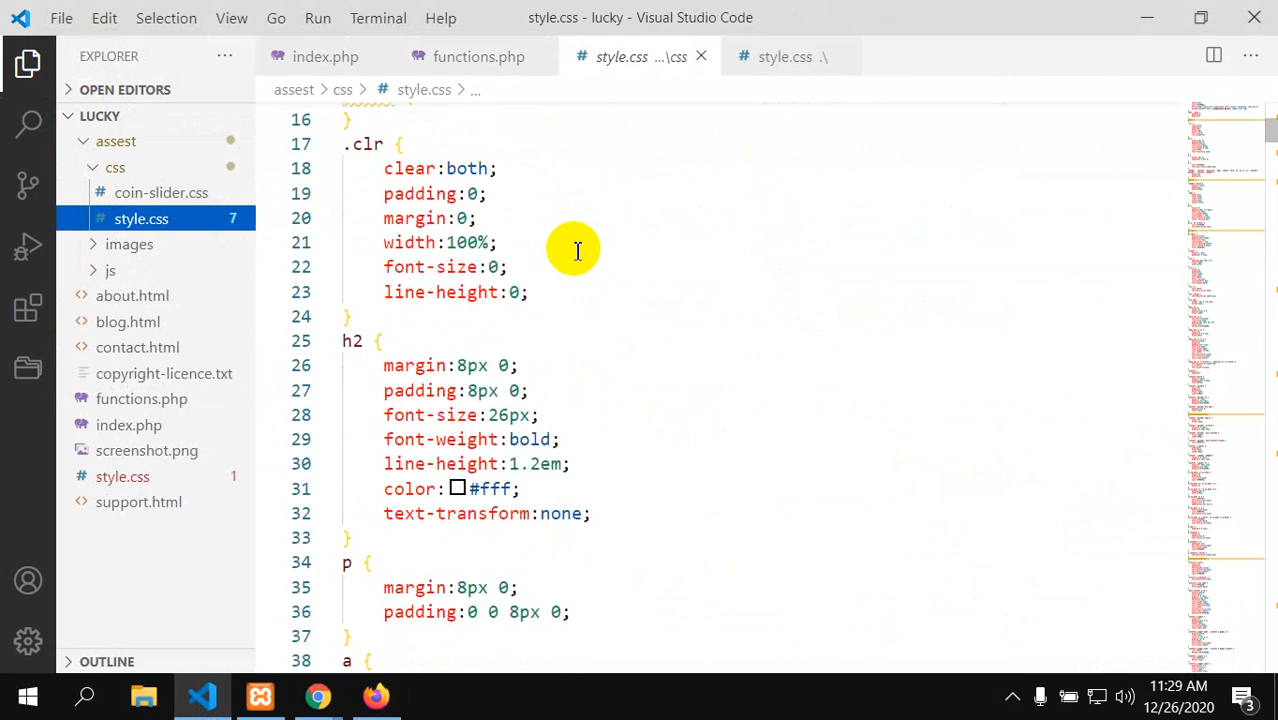 File Edit Selection View Go Run Terminal Help style.css - lucky - Visual Studio Code
EXPLORER ... index.php functions.php # style.css ...\css # style.css .\ ...
OPEN EDITORS
assest > css > # style.css > ...
LUCKY
assest
css
# coin-slider.css
# style.css 7
images
js
<> about.html
<> blog.html
<> contact.html
copyright-licence.txt
functions.php
index.php
screenshot.png
# style.css 1
<> support.html
OUTLINE
16 }
17 .clr {
18 clear:both;
19 padding:0;
20 margin:0;
21 width:100%;
22 font-size:0;
23 line-height:0;
24 }
25 h2 {
26 margin:8px 0;
27 padding:8px 0;
28 font-size:
29 font-weight:bold;
30 line-height:1.2em;
31 color: #fff;
32 text-transform:none;
33 }
34 p {
35 margin:8px
36 padding:0 0 8px 0;
37 }
38 a {
11:29 AM
12/26/2020
3